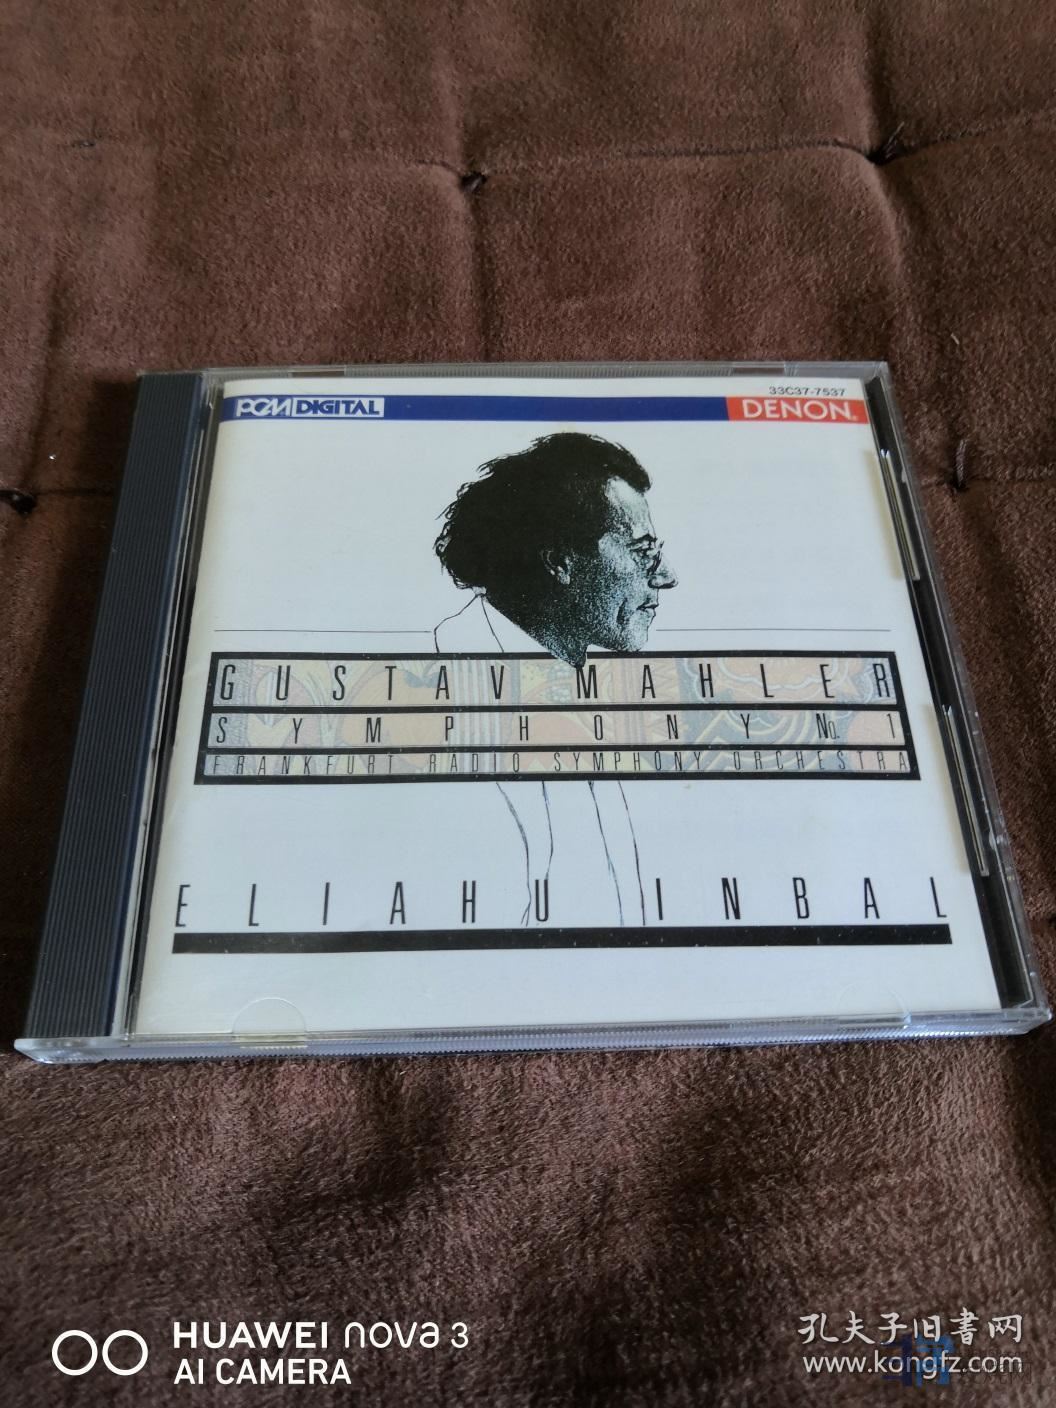 33C37-7537
PCM DIGITAL
DENON
GUSTAV MAHLER
SYMPHONY No. 1
FRANKFURT RADIO SYMPHONY ORCHESTRA
ELIAHU INBAL
HUAWEI nova 3
AI CAMERA
孔夫子旧書网
www.kongfz.com